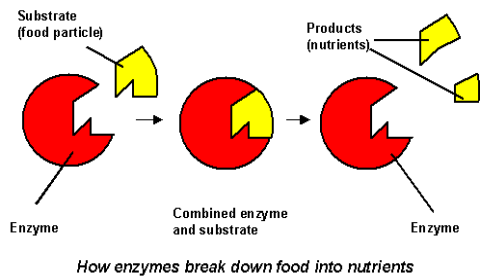 Substrate
(food particle)
Products
(nutrients)
Enzyme
Combined enzyme
and substrate
Enzyme
How enzymes break down food into nutrients